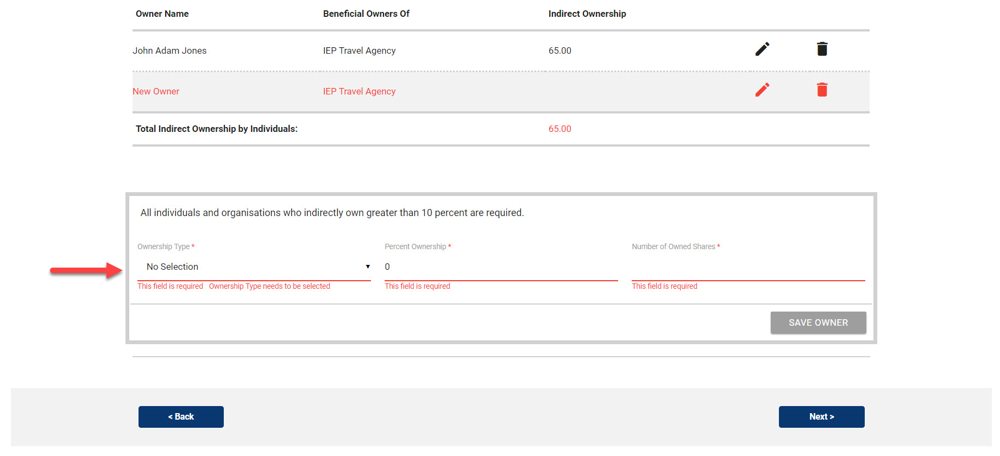 Owner Name Beneficial Owners Of Indirect Ownership
John Adam Jones IEP Travel Agency 65.00
New Owner IEP Travel Agency
Total Indirect Ownership by Individuals: 65.00
All individuals and organisations who indirectly own greater than 10 percent are required.
Ownership Type * Percent Ownership * Number of Owned Shares *
No Selection 0
This field is required Ownership Type needs to be selected This field is required This field is required
SAVE OWNER
< Back Next >